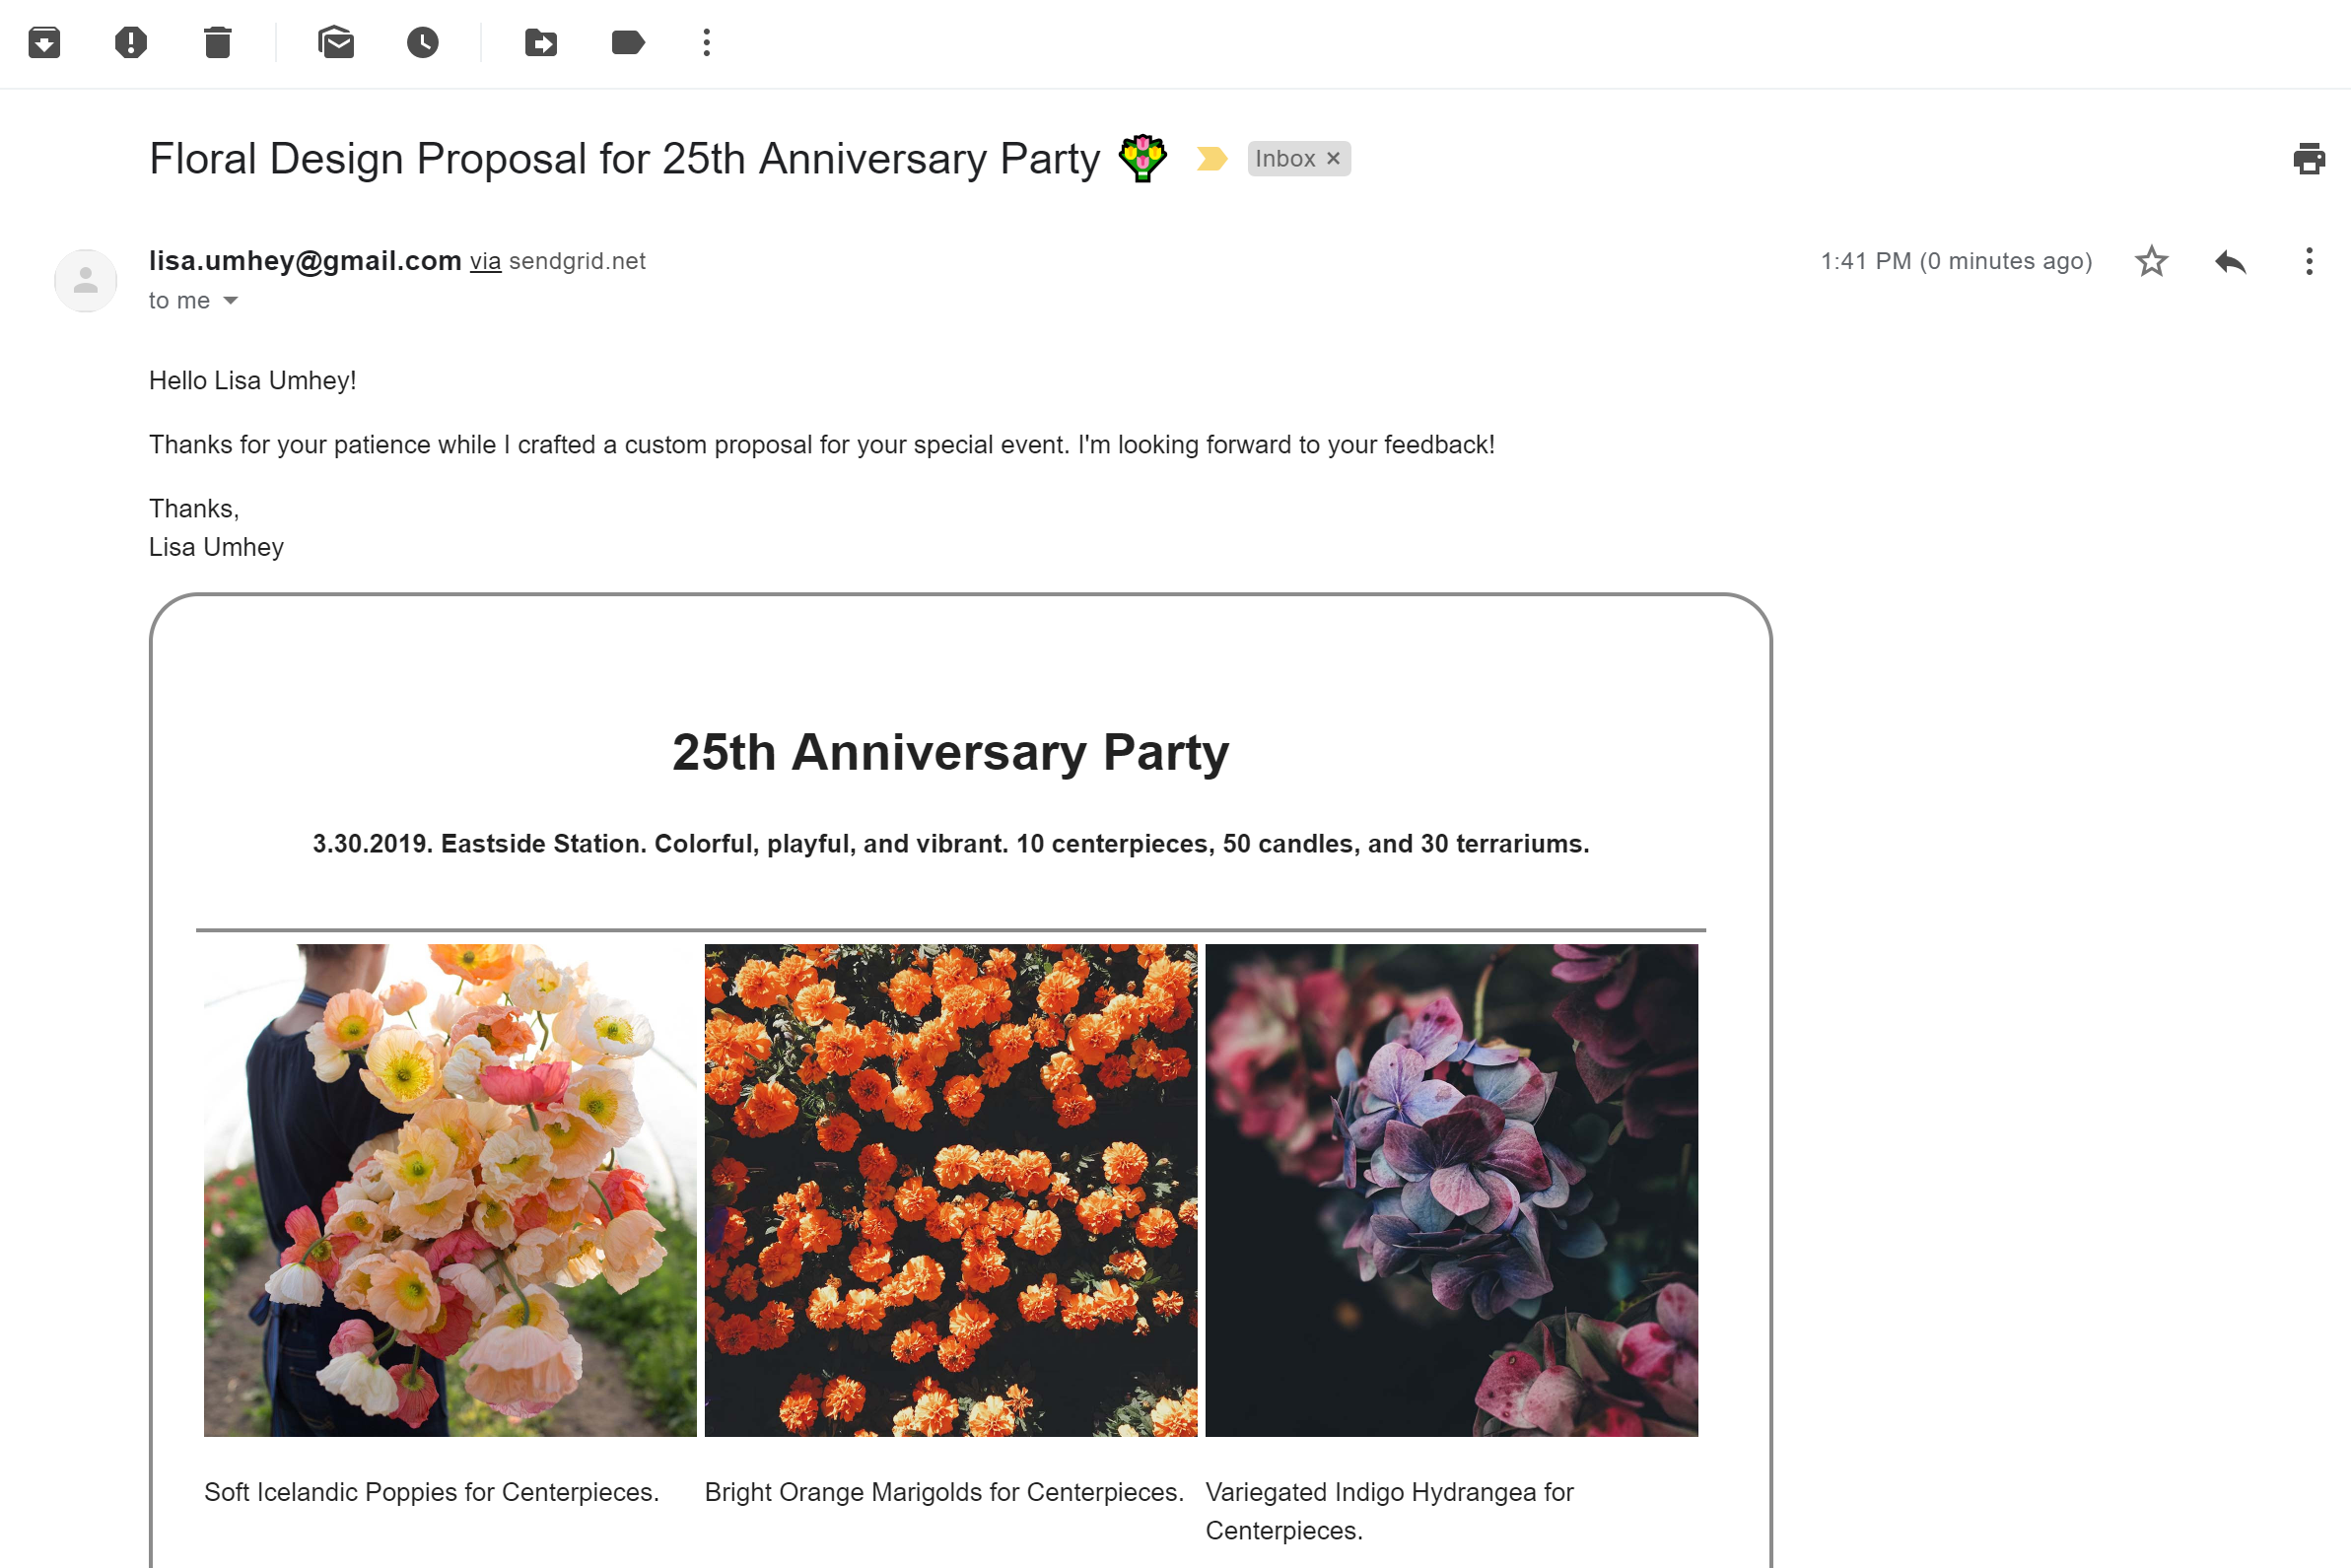 Floral Design Proposal for 25th Anniversary Party
Inbox ×
lisa.umhey@gmail.com via sendgrid.net
1:41 PM (0 minutes ago)
to me
Hello Lisa Umhey!
Thanks for your patience while I crafted a custom proposal for your special event. I'm looking forward to your feedback!
Thanks,
Lisa Umhey
25th Anniversary Party
3.30.2019. Eastside Station. Colorful, playful, and vibrant. 10 centerpieces, 50 candles, and 30 terrariums.
Soft Icelandic Poppies for Centerpieces.
Bright Orange Marigolds for Centerpieces.
Variegated Indigo Hydrangea for
Centerpieces.